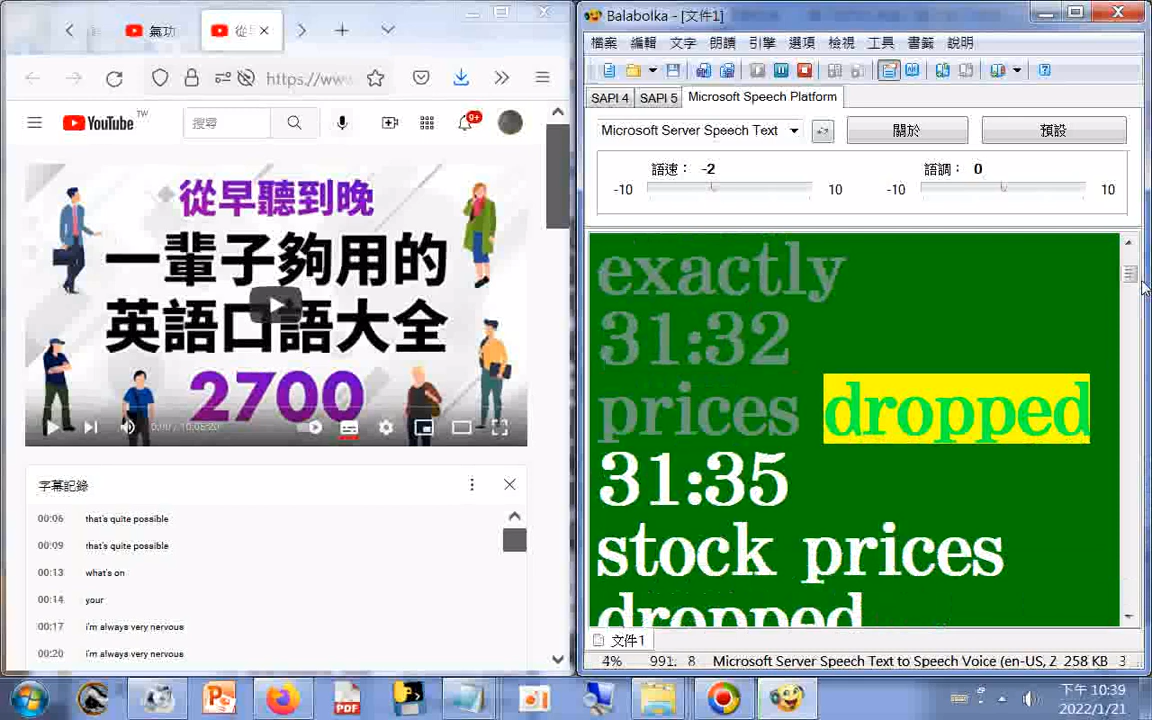 氣功
從!
https://www.
YouTube TW
搜尋
9+
從早聽到晚
一輩子夠用的
英語口語大全
2700
字幕記錄
00:06 that's quite possible
00:09 that's quite possible
00:13 what's on
00:14 your
00:17 i'm always very nervous
00:20 i'm always very nervous
Balabolka - [文件1]
檔案 編輯 文字 朗讀 引擎 選項 檢視 工具 書籤 說明
SAPI 4 SAPI 5 Microsoft Speech Platform
Microsoft Server Speech Text 關於 預設
語速： -2 語調： 0
-10 10 -10 10
exactly
31:32
prices dropped
31:35
stock prices
dropped
文件1
4% 991: 8 Microsoft Server Speech Text to Speech Voice (en-US, Z 258 KB 3
PDF
下午 10:39
2022/1/21